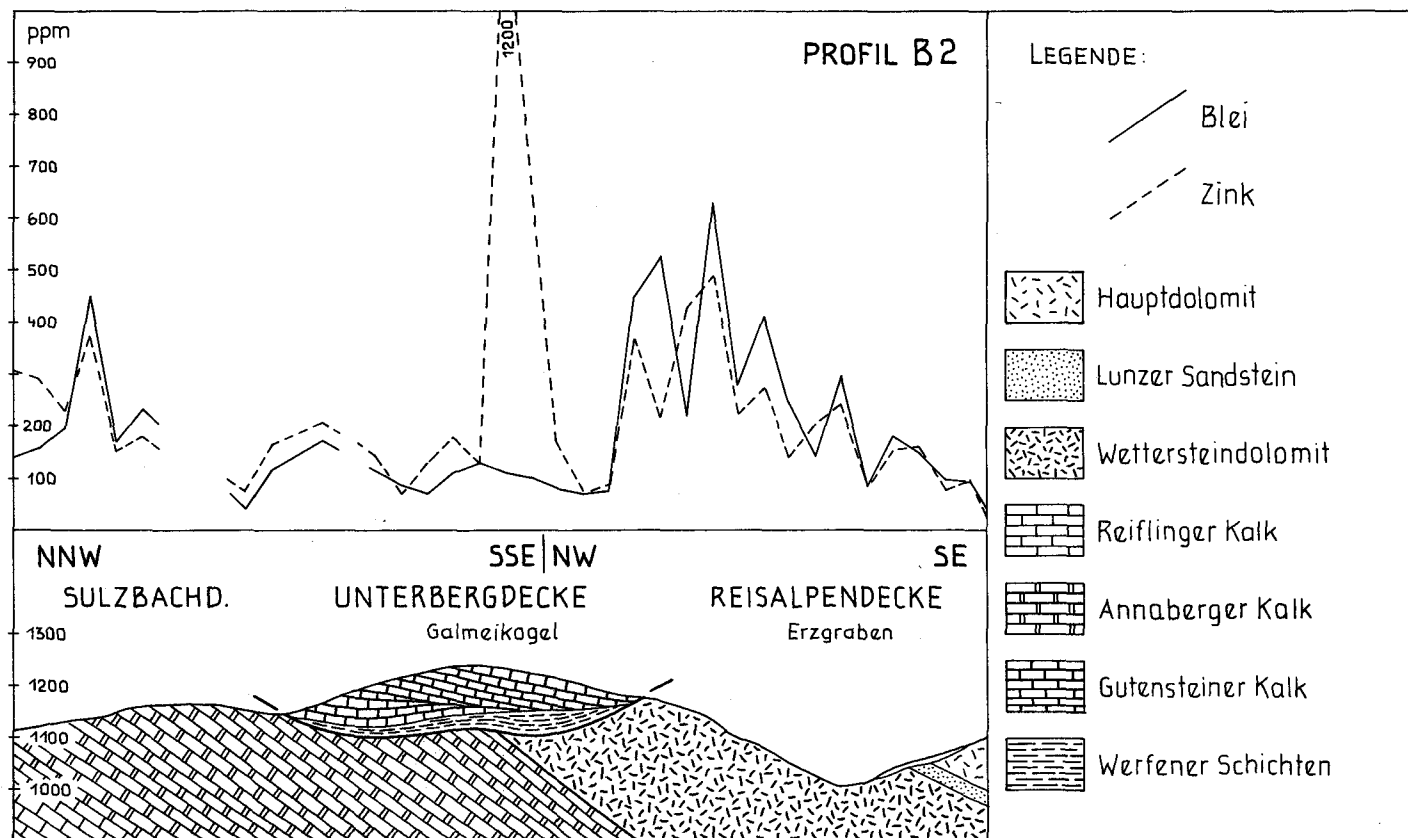 ppm
900
800
700
600
500
400
200
100
1200
PROFIL B2
NNW
SSE | NW
SE
SULZBACHD.
UNTERBERGDECKE
REISALPENDECKE
Galmeikogel
Erzgraben
1300
1200
1100
1000
LEGENDE:
Blei
Zink
Hauptdolomit
Lunzer Sandstein
Wettersteindolomit
Reiflinger Kalk
Annaberger Kalk
Gutensteiner Kalk
Werfener Schichten